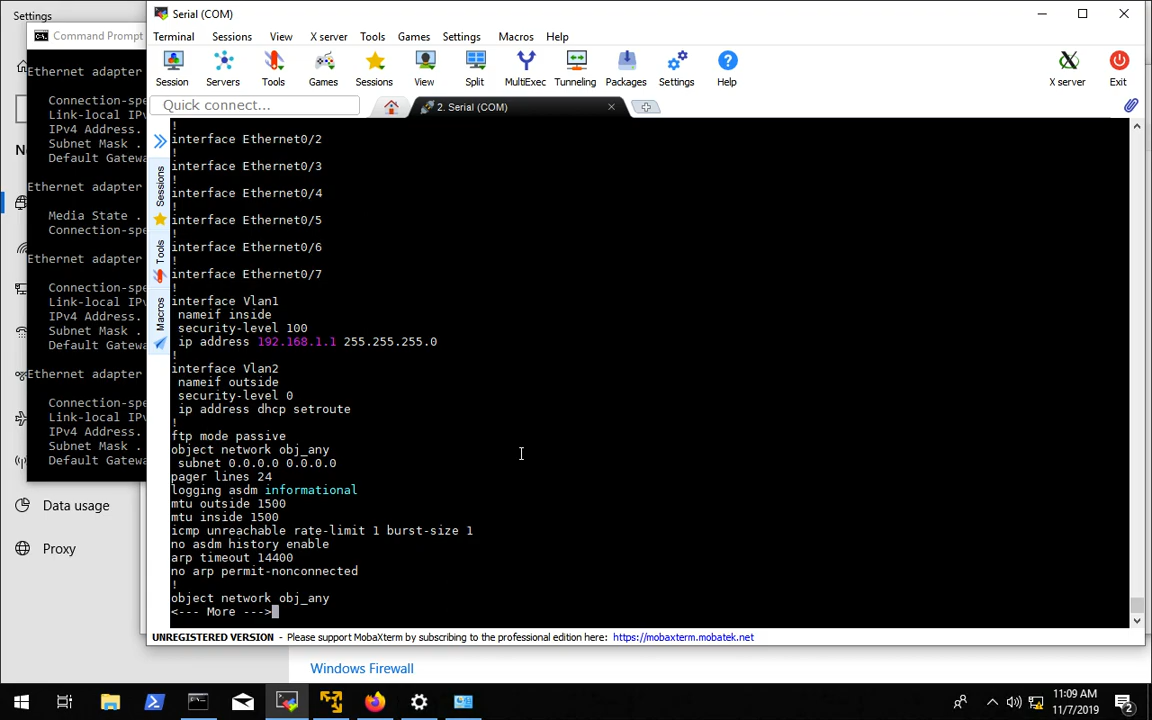 Settings
Serial (COM)
Command Prompt
Terminal Sessions View X server Tools Games Settings Macros Help
Session Servers Tools Games Sessions View Split MultiExec Tunneling Packages Settings Help X server Exit
Quick connect...
2. Serial (COM)
Ethernet adapter
Connection-spe
Link-local IPv
IPv4 Address.
Subnet Mask .
Default Gatewa
Ethernet adapter
Media State .
Connection-spe
Ethernet adapter
Connection-spe
Link-local IPv
IPv4 Address.
Subnet Mask .
Default Gatewa
Ethernet adapter
Connection-spe
Link-local IPv
IPv4 Address.
Subnet Mask .
Default Gatewa
Data usage
Proxy
Sessions
Tools
Macros
!
interface Ethernet0/2
!
interface Ethernet0/3
!
interface Ethernet0/4
!
interface Ethernet0/5
!
interface Ethernet0/6
!
interface Ethernet0/7
!
interface Vlan1
nameif inside
security-level 100
ip address 192.168.1.1 255.255.255.0
!
interface Vlan2
nameif outside
security-level 0
ip address dhcp setroute
!
ftp mode passive
object network obj_any
subnet 0.0.0.0 0.0.0.0
pager lines 24
logging asdm informational
mtu outside 1500
mtu inside 1500
icmp unreachable rate-limit 1 burst-size 1
no asdm history enable
arp timeout 14400
no arp permit-nonconnected
!
object network obj_any
<--- More --->
UNREGISTERED VERSION - Please support MobaXterm by subscribing to the professional edition here: https://mobaxterm.mobatek.net
Windows Firewall
11:09 AM
11/7/2019
2